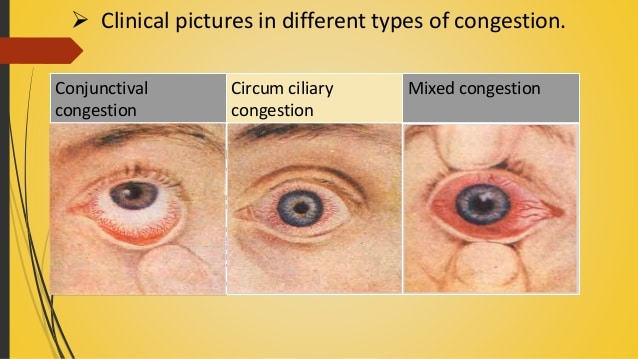 ➢ Clinical pictures in different types of congestion.
Conjunctival
congestion
Circum ciliary
congestion
Mixed congestion